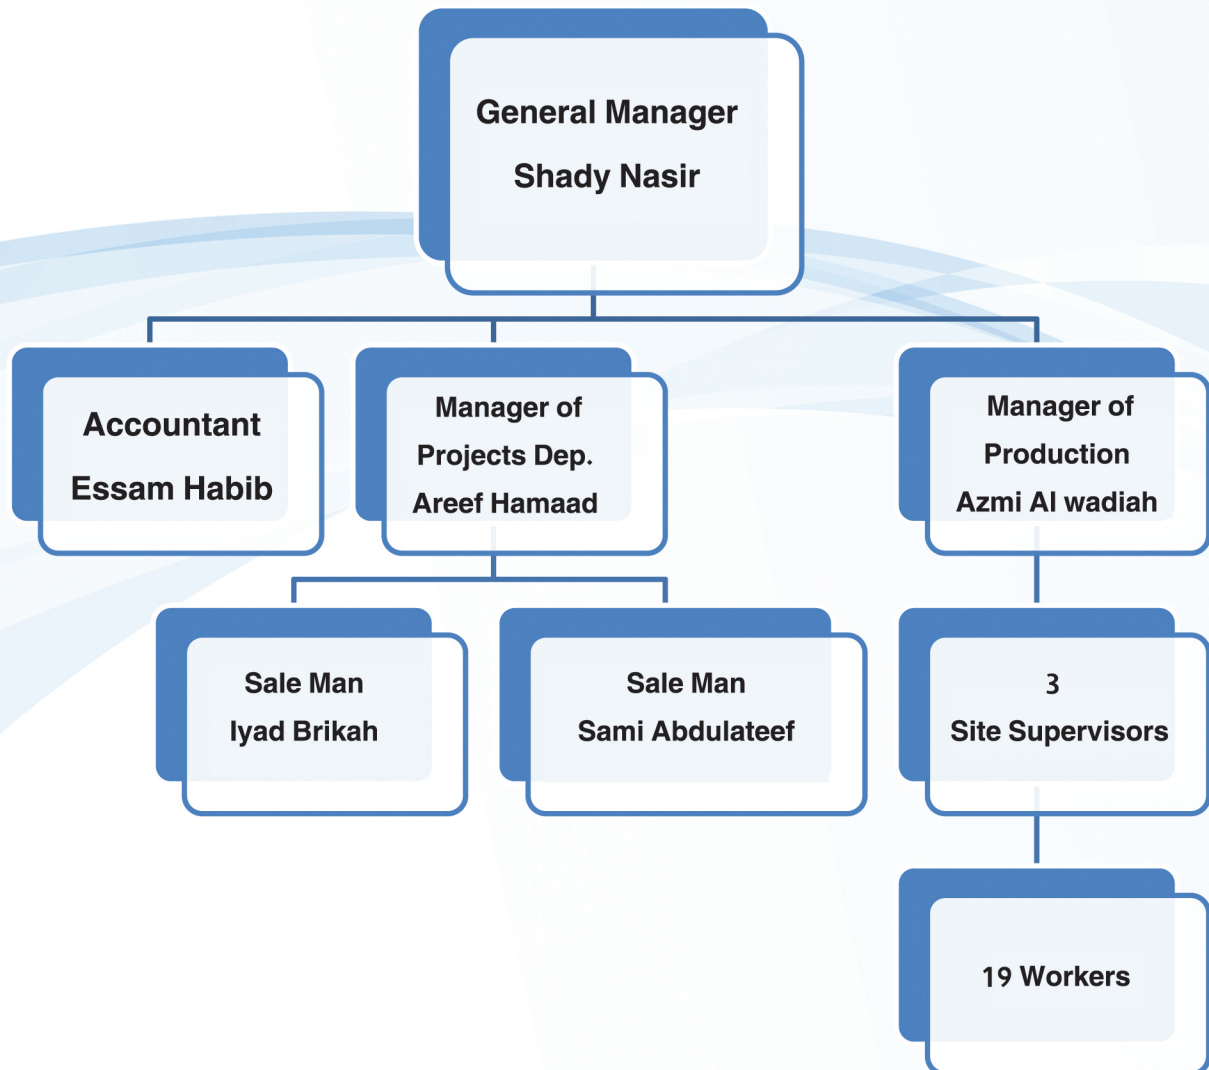 General Manager
Shady Nasir
Accountant
Essam Habib
Manager of
Projects Dep.
Areef Hamaad
Manager of
Production
Azmi Al wadiah
Sale Man
Iyad Brikah
Sale Man
Sami Abdulateef
3
Site Supervisors
19 Workers